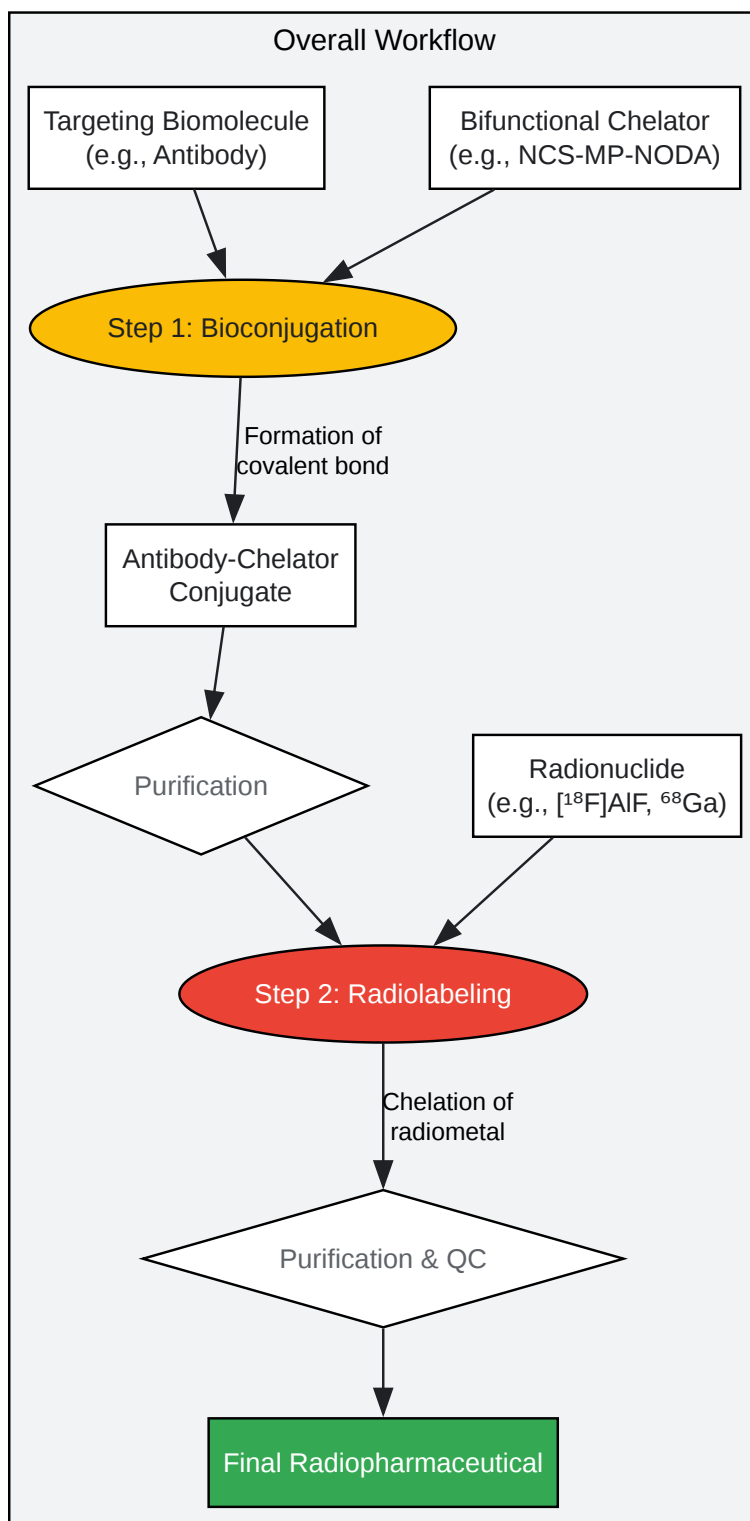 Overall Workflow
Targeting Biomolecule
(e.g., Antibody)
Bifunctional Chelator
(e.g., NCS-MP-NODA)
Step 1: Bioconjugation
Formation of
covalent bond
Antibody-Chelator
Conjugate
Purification
Radionuclide
(e.g., [¹⁸F]AlF, ⁶⁸Ga)
Step 2: Radiolabeling
Chelation of
radiometal
Purification & QC
Final Radiopharmaceutical